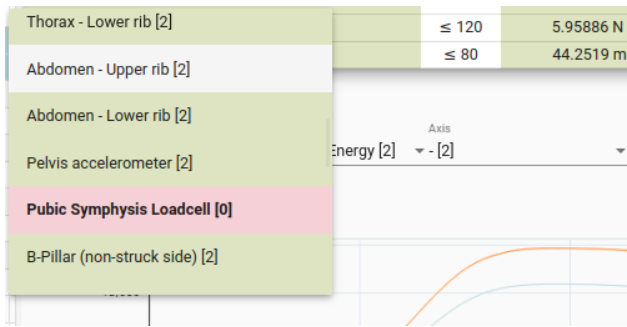 Thorax - Lower rib [2]
≤ 120 5.95886 N
Abdomen - Upper rib [2]
≤ 80 44.2519 m
Abdomen - Lower rib [2]
Axis
Energy [2] - [2]
Pelvis accelerometer [2]
Pubic Symphysis Loadcell [0]
B-Pillar (non-struck side) [2]